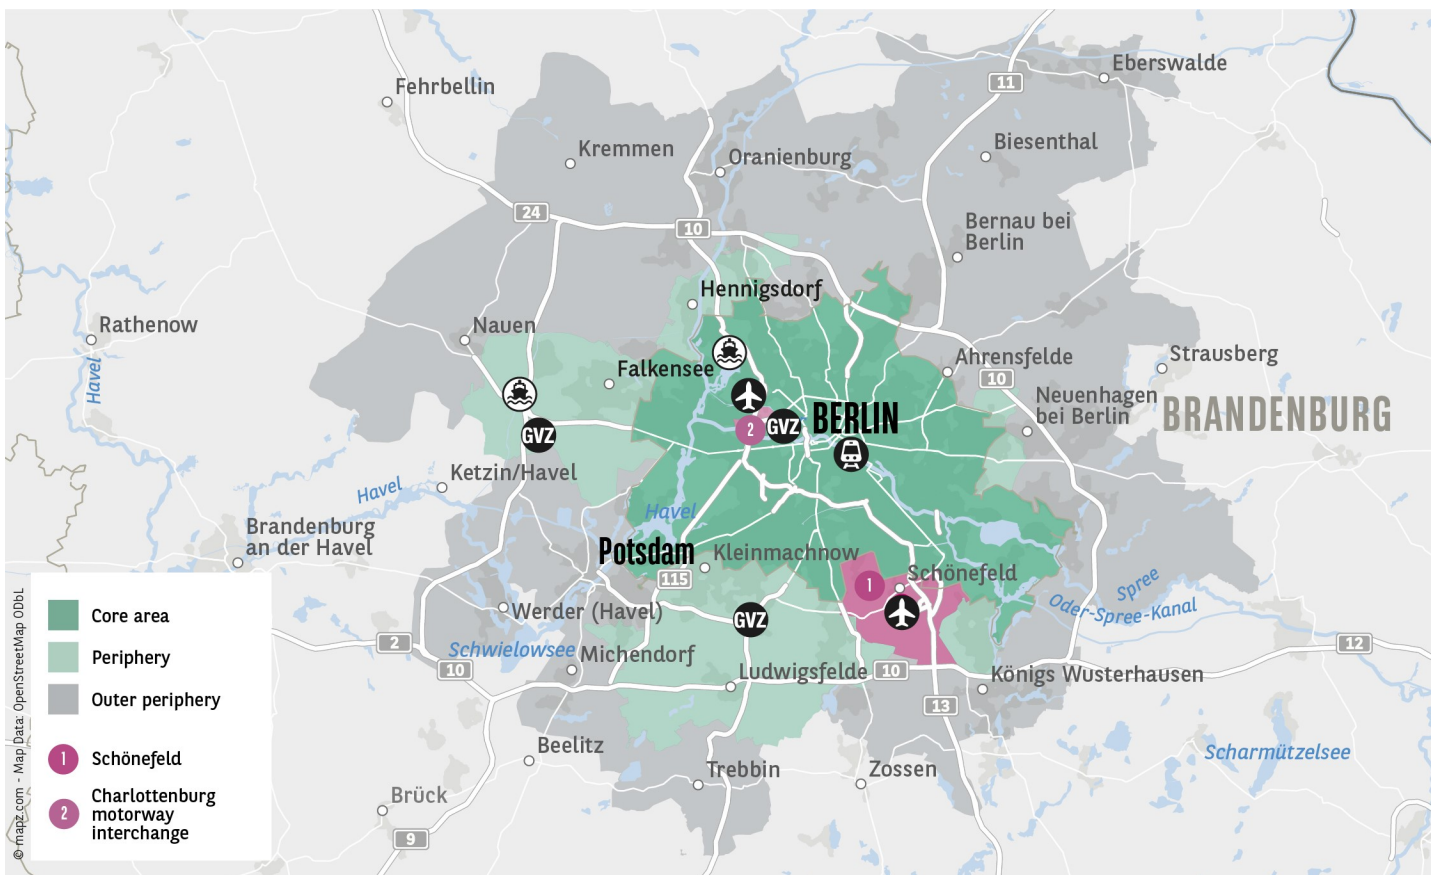 Fehrbellin
Eberswalde
11
Kremmen
Oranienburg
Biesenthal
24
10
Bernau bei
Berlin
Hennigsdorf
Rathenow
Nauen
Havel
Falkensee
Ahrensfelde
Strausberg
10
Neuenhagen
bei Berlin
BRANDENBURG
2
GVZ
BERLIN
GVZ
Ketzin/Havel
Havel
Havel
Brandenburg
an der Havel
Potsdam
Kleinmachnow
115
1
Schönefeld
Spree
Oder-Spree-Kanal
Werder (Havel)
GVZ
2
Schwielowsee
Michendorf
12
10
Ludwigsfelde
10
Königs Wusterhausen
13
Beelitz
Trebbin
Zossen
Scharmützelsee
Brück
9
Core area
Periphery
Outer periphery
1
Schönefeld
2
Charlottenburg
motorway
interchange
© mapz.com - Map Data: OpenStreetMap ODbL